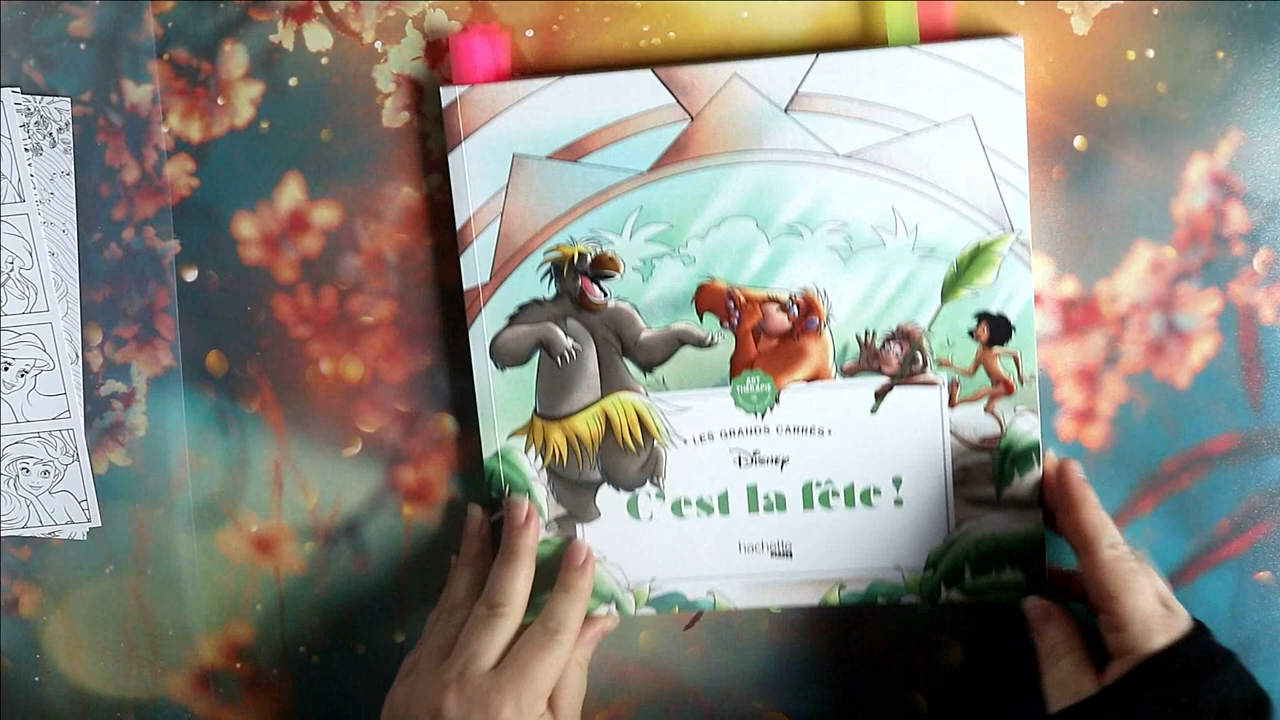 ART
THÉRAPIE
• LES GRANDS CARRÉS •
Disney
C'est la fête !
hachette